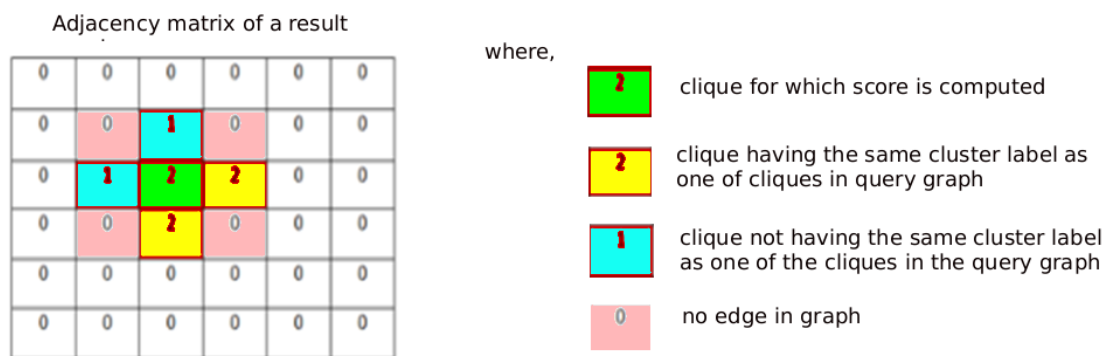 Adjacency matrix of a result
where,
0 0 0 0 0 0
0 0 1 0 0 0
0 1 2 2 0 0
0 0 2 0 0 0
0 0 0 0 0 0
0 0 0 0 0 0
2 clique for which score is computed
2 clique having the same cluster label as
one of cliques in query graph
1 clique not having the same cluster label
as one of the cliques in the query graph
0 no edge in graph